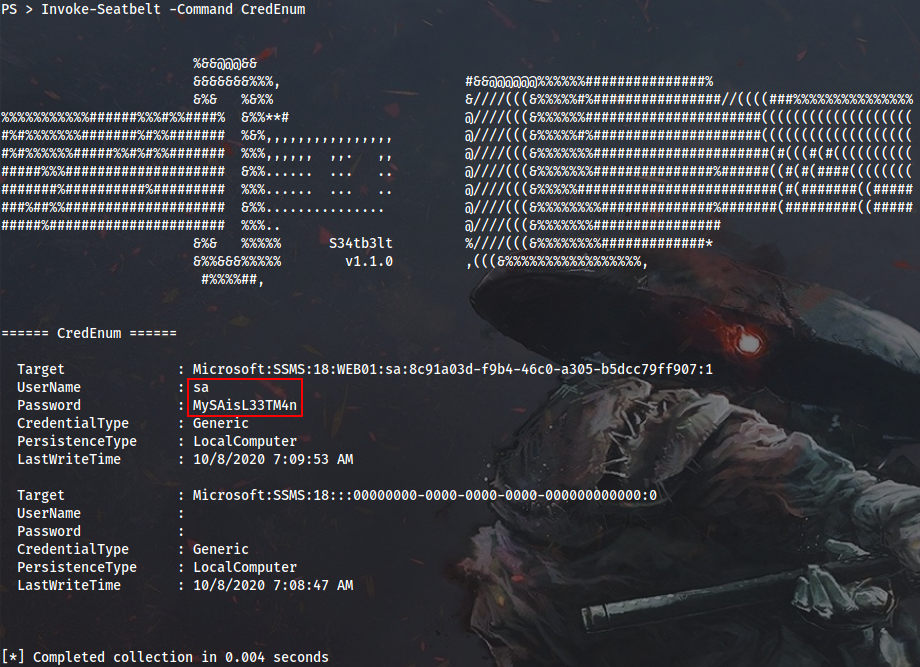 PS > Invoke-Seatbelt -Command CredEnum
%&&@@@&&
&&&&&&&%%%, #&&@@@@@@%%%%%%###############%
&%& %&%% &////(((&%%%%%#%################//((((###%%%%%%%%%%%%%%%
%%%%%%%%%%%######%%%#%%####% &%%**# @////(((&%%%%%%######################(((((((((((((((((((
#%#%%%%%%%#######%#%%####### %&%,,,,,,,,,,,,,,,, @////(((&%%%%%#%#####################(((((((((((((((((((
#%#%%%%%%#####%%#%#%%####### %%%,,,,,, ,,. ,, @////(((&%%%%%%%######################(#(((#(#((((((((((
#####%%%#################### &%%...... ... .. @////(((&%%%%%%%###############%######((#(#(####((((((((
#######%##########%######### %%%...... ... .. @////(((&%%%%%#########################(#(#######((#####
###%##%%#################### &%%............... @////(((&%%%%%%%%##############%#######(#########((#####
#####%###################### %%%.. @////(((&%%%%%%%################
&%& %%%%% S34tb3lt %////(((&%%%%%%%%#############*
&%%&&&%%%%% v1.1.0 ,(((&%%%%%%%%%%%%%%%%%,
#%%%%##,
====== CredEnum ======
Target : Microsoft:SSMS:18:WEB01:sa:8c91a03d-f9b4-46c0-a305-b5dcc79ff907:1
UserName : sa
Password : MySAisL33TM4n
CredentialType : Generic
PersistenceType : LocalComputer
LastWriteTime : 10/8/2020 7:09:53 AM
Target : Microsoft:SSMS:18:::00000000-0000-0000-0000-000000000000:0
UserName :
Password :
CredentialType : Generic
PersistenceType : LocalComputer
LastWriteTime : 10/8/2020 7:08:47 AM
[*] Completed collection in 0.004 seconds